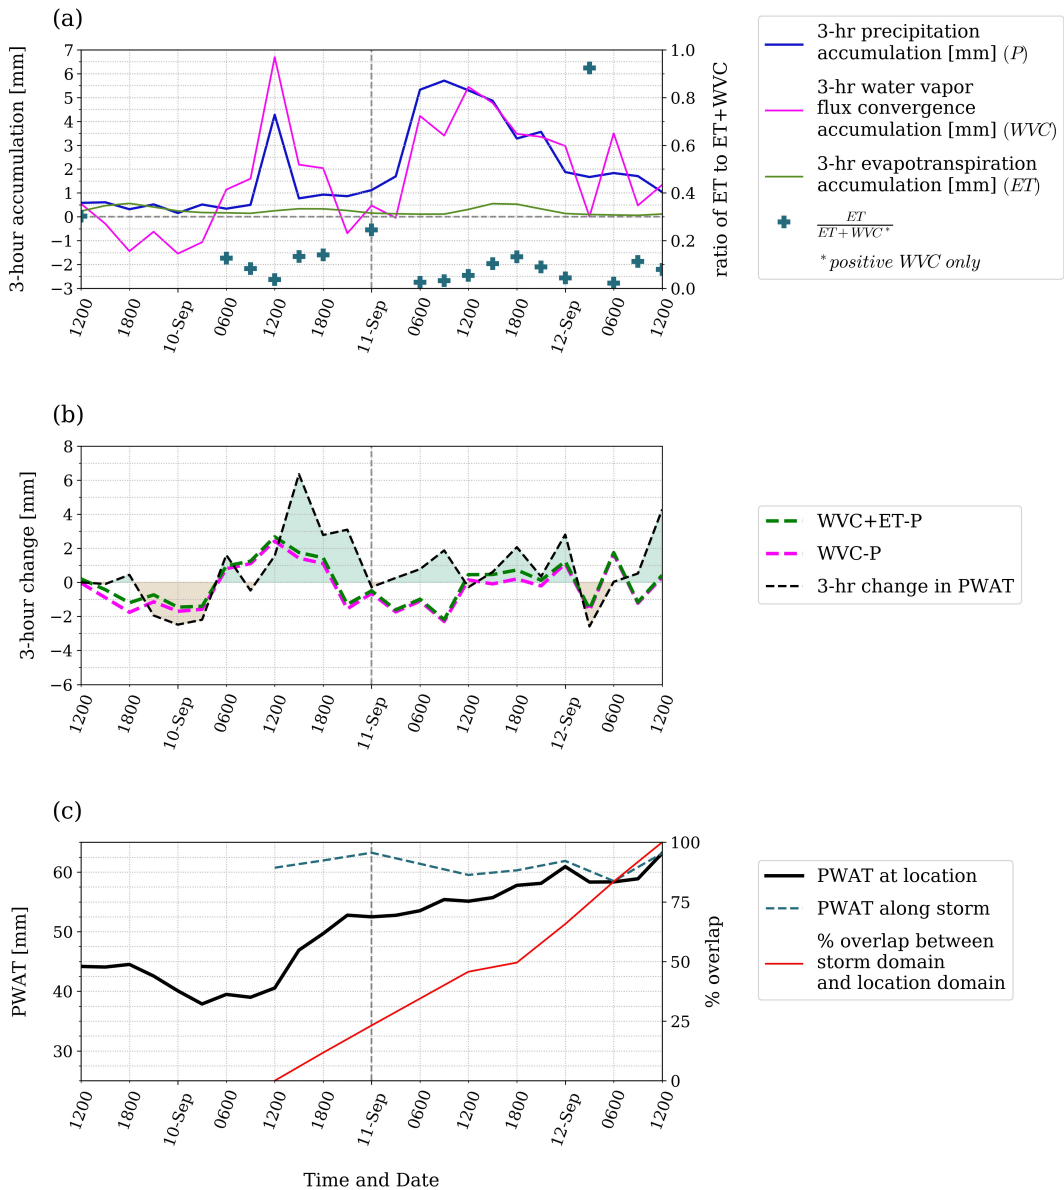 (a)
3-hour accumulation [mm]
7
6
5
4
3
2
1
0
−1
−2
−3
1.0
0.8
0.6
0.4
0.2
0.0
ratio of ET to ET+WVC
1200
1800
10-Sep
0600
1200
1800
11-Sep
0600
1200
1800
12-Sep
0600
1200
3-hr precipitation
accumulation [mm] (P)
3-hr water vapor
flux convergence
accumulation [mm] (WVC)
3-hr evapotranspiration
accumulation [mm] (ET)
ET
ET+WVC*
*positive WVC only
(b)
3-hour change [mm]
8
6
4
2
0
−2
−4
−6
1200
1800
10-Sep
0600
1200
1800
11-Sep
0600
1200
1800
12-Sep
0600
1200
WVC+ET-P
WVC-P
3-hr change in PWAT
(c)
PWAT [mm]
60
50
40
30
100
75
50
25
0
% overlap
1200
1800
10-Sep
0600
1200
1800
11-Sep
0600
1200
1800
12-Sep
0600
1200
PWAT at location
PWAT along storm
% overlap between
storm domain
and location domain
Time and Date